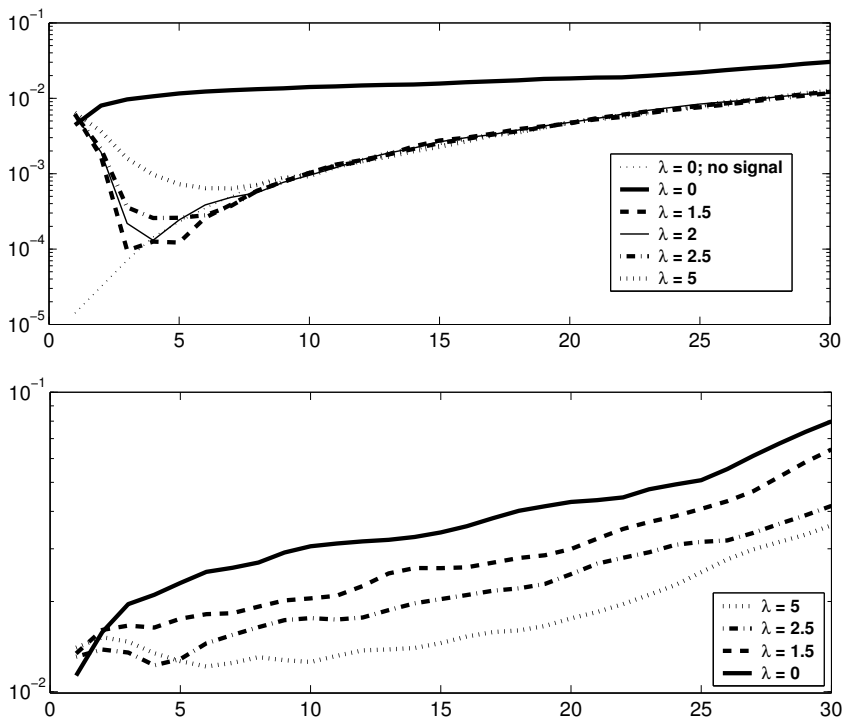 10^-1
10^-2
10^-3
10^-4
10^-5
0 5 10 15 20 25 30
λ = 0; no signal
λ = 0
λ = 1.5
λ = 2
λ = 2.5
λ = 5
10^-1
10^-2
0 5 10 15 20 25 30
λ = 5
λ = 2.5
λ = 1.5
λ = 0